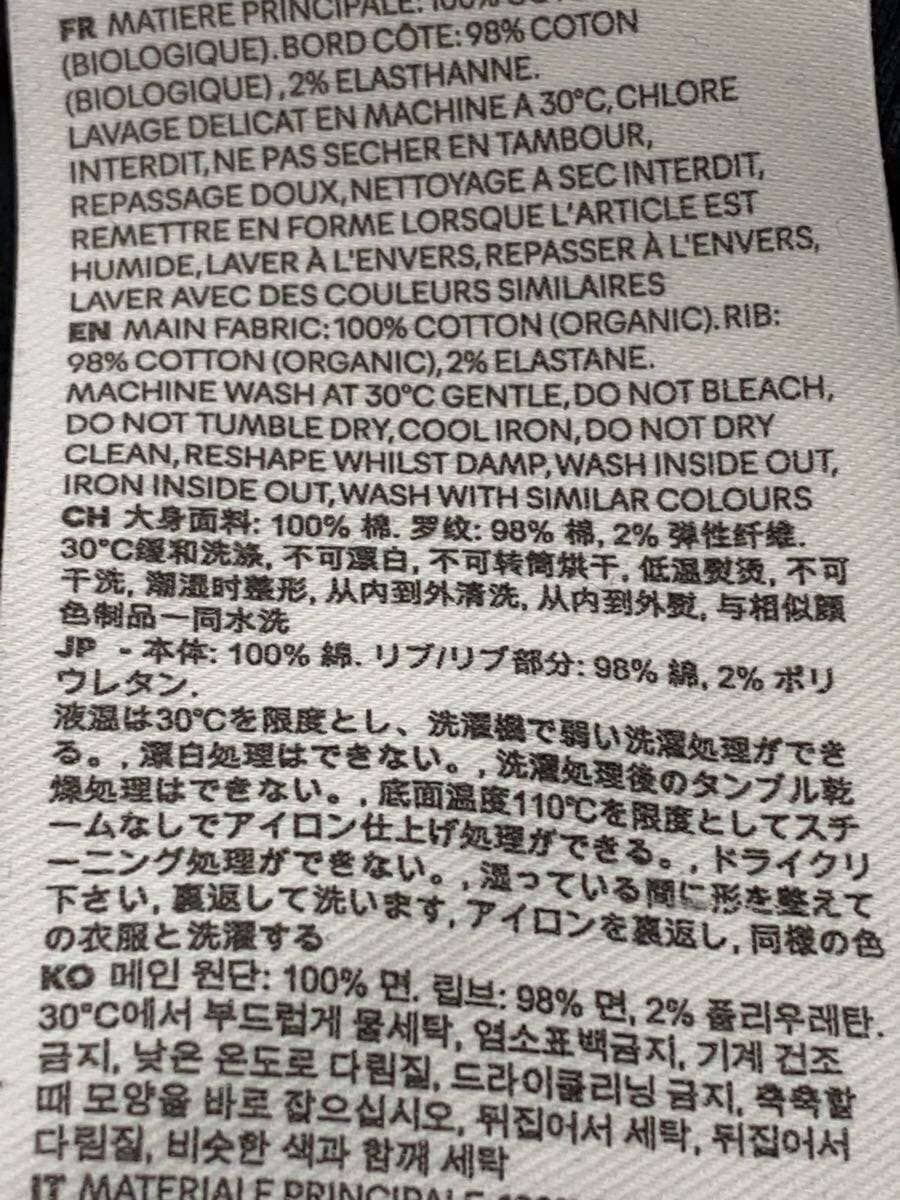 FR MATIERE PRINCIPALE: 100%
(BIOLOGIQUE).BORD CÔTE:98% COTON
(BIOLOGIQUE),2% ELASTHANNE.
LAVAGE DELICAT EN MACHINE A 30°C,CHLORE
INTERDIT,NE PAS SECHER EN TAMBOUR,
REPASSAGE DOUX,NETTOYAGE A SEC INTERDIT,
REMETTRE EN FORME LORSQUE L'ARTICLE EST
HUMIDE,LAVER À L'ENVERS,REPASSER À L'ENVERS,
LAVER AVEC DES COULEURS SIMILAIRES
EN MAIN FABRIC:100% COTTON (ORGANIC).RIB:
98% COTTON (ORGANIC),2% ELASTANE.
MACHINE WASH AT 30°C GENTLE,DO NOT BLEACH,
DO NOT TUMBLE DRY,COOL IRON,DO NOT DRY
CLEAN,RESHAPE WHILST DAMP,WASH INSIDE OUT,
IRON INSIDE OUT,WASH WITH SIMILAR COLOURS
CH 大身面料: 100% 棉. 罗纹: 98% 棉, 2% 弹性纤维.
30°C緩和洗涤, 不可漂白, 不可转筒烘干, 低温熨烫, 不可
干洗, 潮湿时整形, 从内到外清洗, 从内到外熨, 与相似颜
色制品一同水洗
JP - 本体: 100% 綿. リブ/リブ部分: 98% 綿, 2% ポリ
ウレタン.
液温は30℃を限度とし、洗濯機で弱い洗濯処理ができ
る。, 漂白処理はできない。, 洗濯処理後のタンブル乾
燥処理はできない。, 底面温度110℃を限度としてスチ
ームなしでアイロン仕上げ処理ができる。, ドライクリ
ーニング処理ができない。, 湿っている間に形を整えて
下さい, 裏返して洗います, アイロンを裏返し, 同様の色
の衣服と洗濯する
KO 메인 원단: 100% 면. 립브: 98% 면, 2% 폴리우레탄.
30°C에서 부드럽게 물세탁, 염소표백금지, 기계 건조
금지, 낮은 온도로 다림질, 드라이클리닝 금지, 축축할
때 모양을 바로 잡으십시오, 뒤집어서 세탁, 뒤집어서
다림질, 비슷한 색과 함께 세탁
IT MATERIALE PRINCIPALE